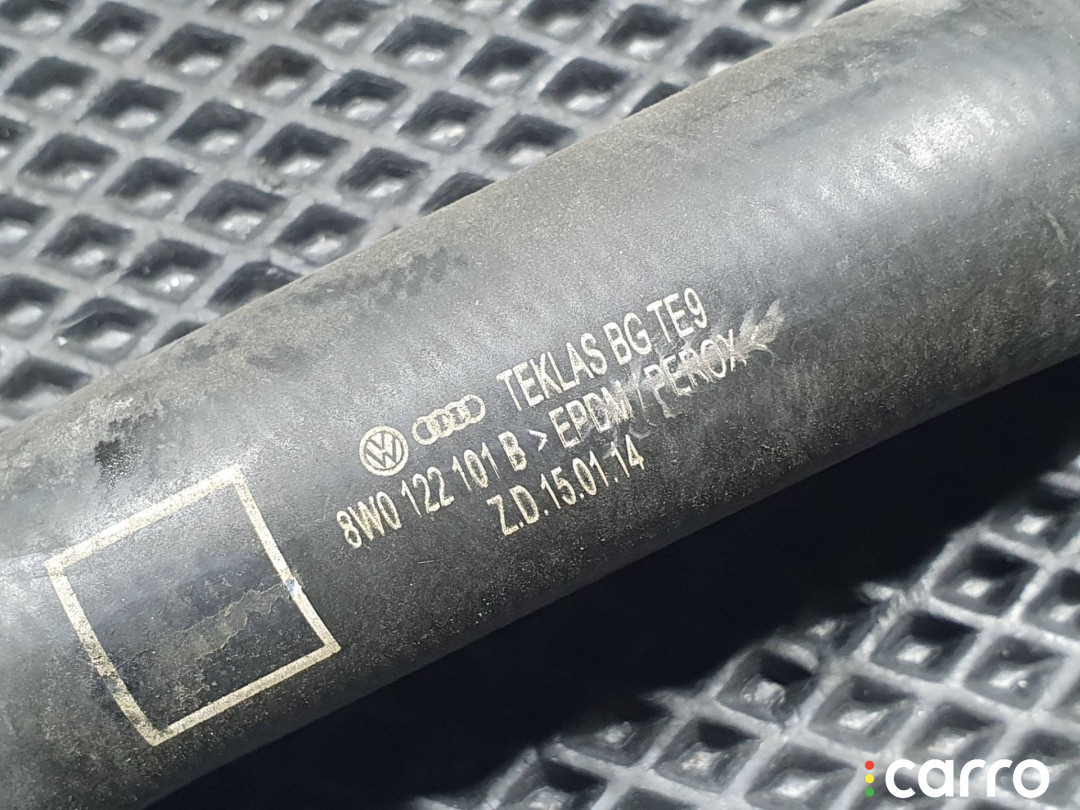 TEKLAS BG TE9
8W0 122 101 B > EPDM / PEROX <
Z.D.15.01.14
carro